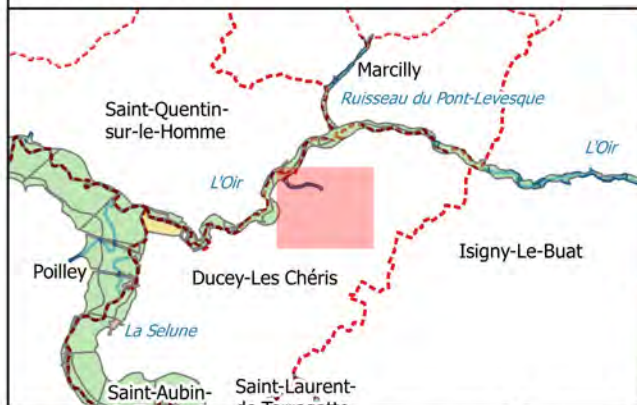 Marcilly
Ruisseau du Pont-Levesque
Saint-Quentin-
sur-le-Homme
L'Oir
L'Oir
Isigny-Le-Buat
Poilley
Ducey-Les Chéris
La Selune
Saint-Aubin-
Saint-Laurent-